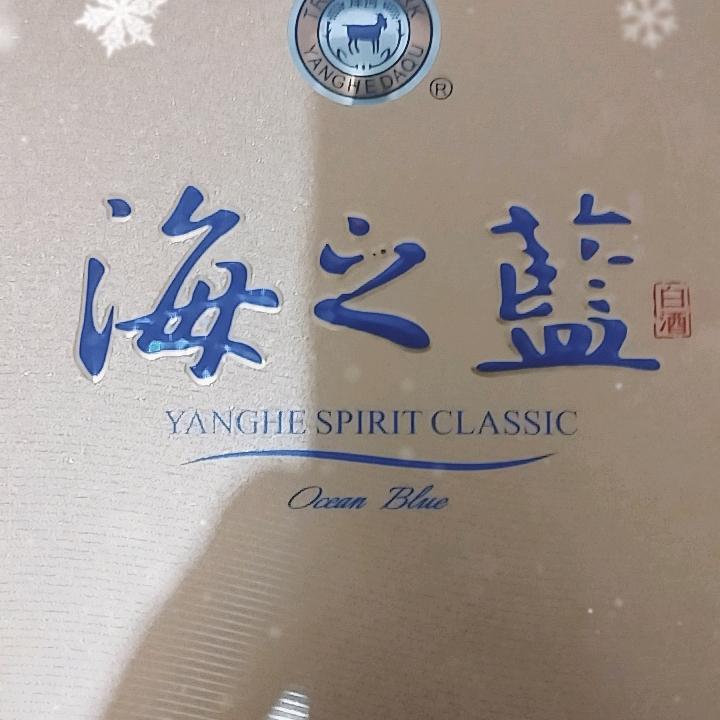 YANGHEDAQU
®
海之藍
白酒
YANGHE SPIRIT CLASSIC
Ocean Blue